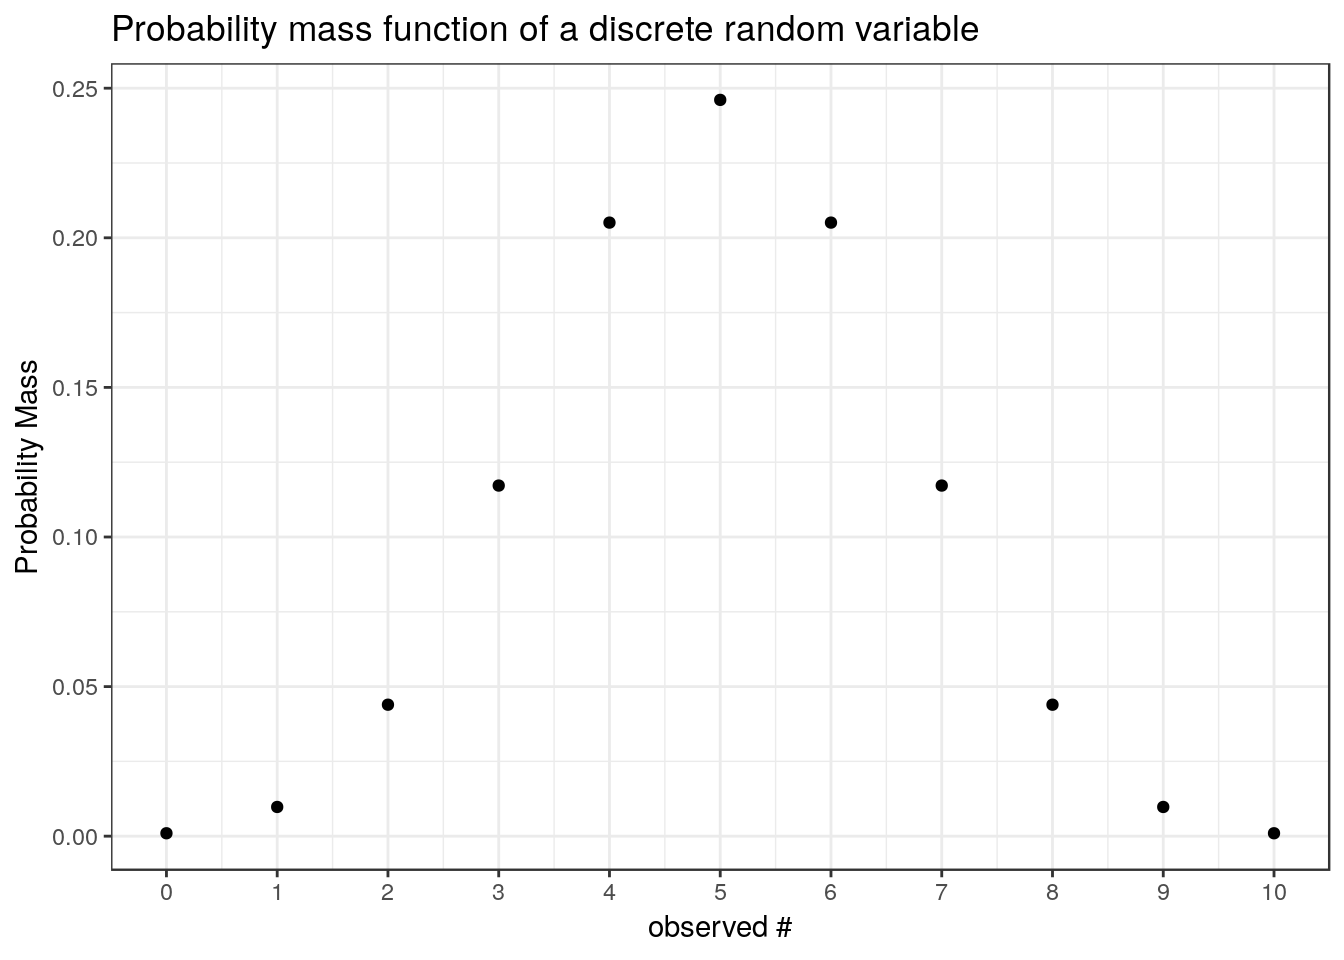 Probability mass function of a discrete random variable
0.25
0.20
0.15
0.10
0.05
0.00
Probability Mass
0 1 2 3 4 5 6 7 8 9 10
observed #